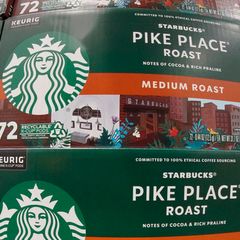 72
KEURIG
COMMITTED TO 100% ETHICAL COFFEE SOURCING
STARBUCKS®
PIKE PLACE®
ROAST
NOTES OF COCOA & RICH PRALINE
MEDIUM ROAST
STARBUCKS
72
RECYCLABLE
KEURIG
COMMITTED TO 100% ETHICAL COFFEE SOURCING
STARBUCKS®
PIKE PLACE®
ROAST
NOTES OF COCOA & RICH PRALINE